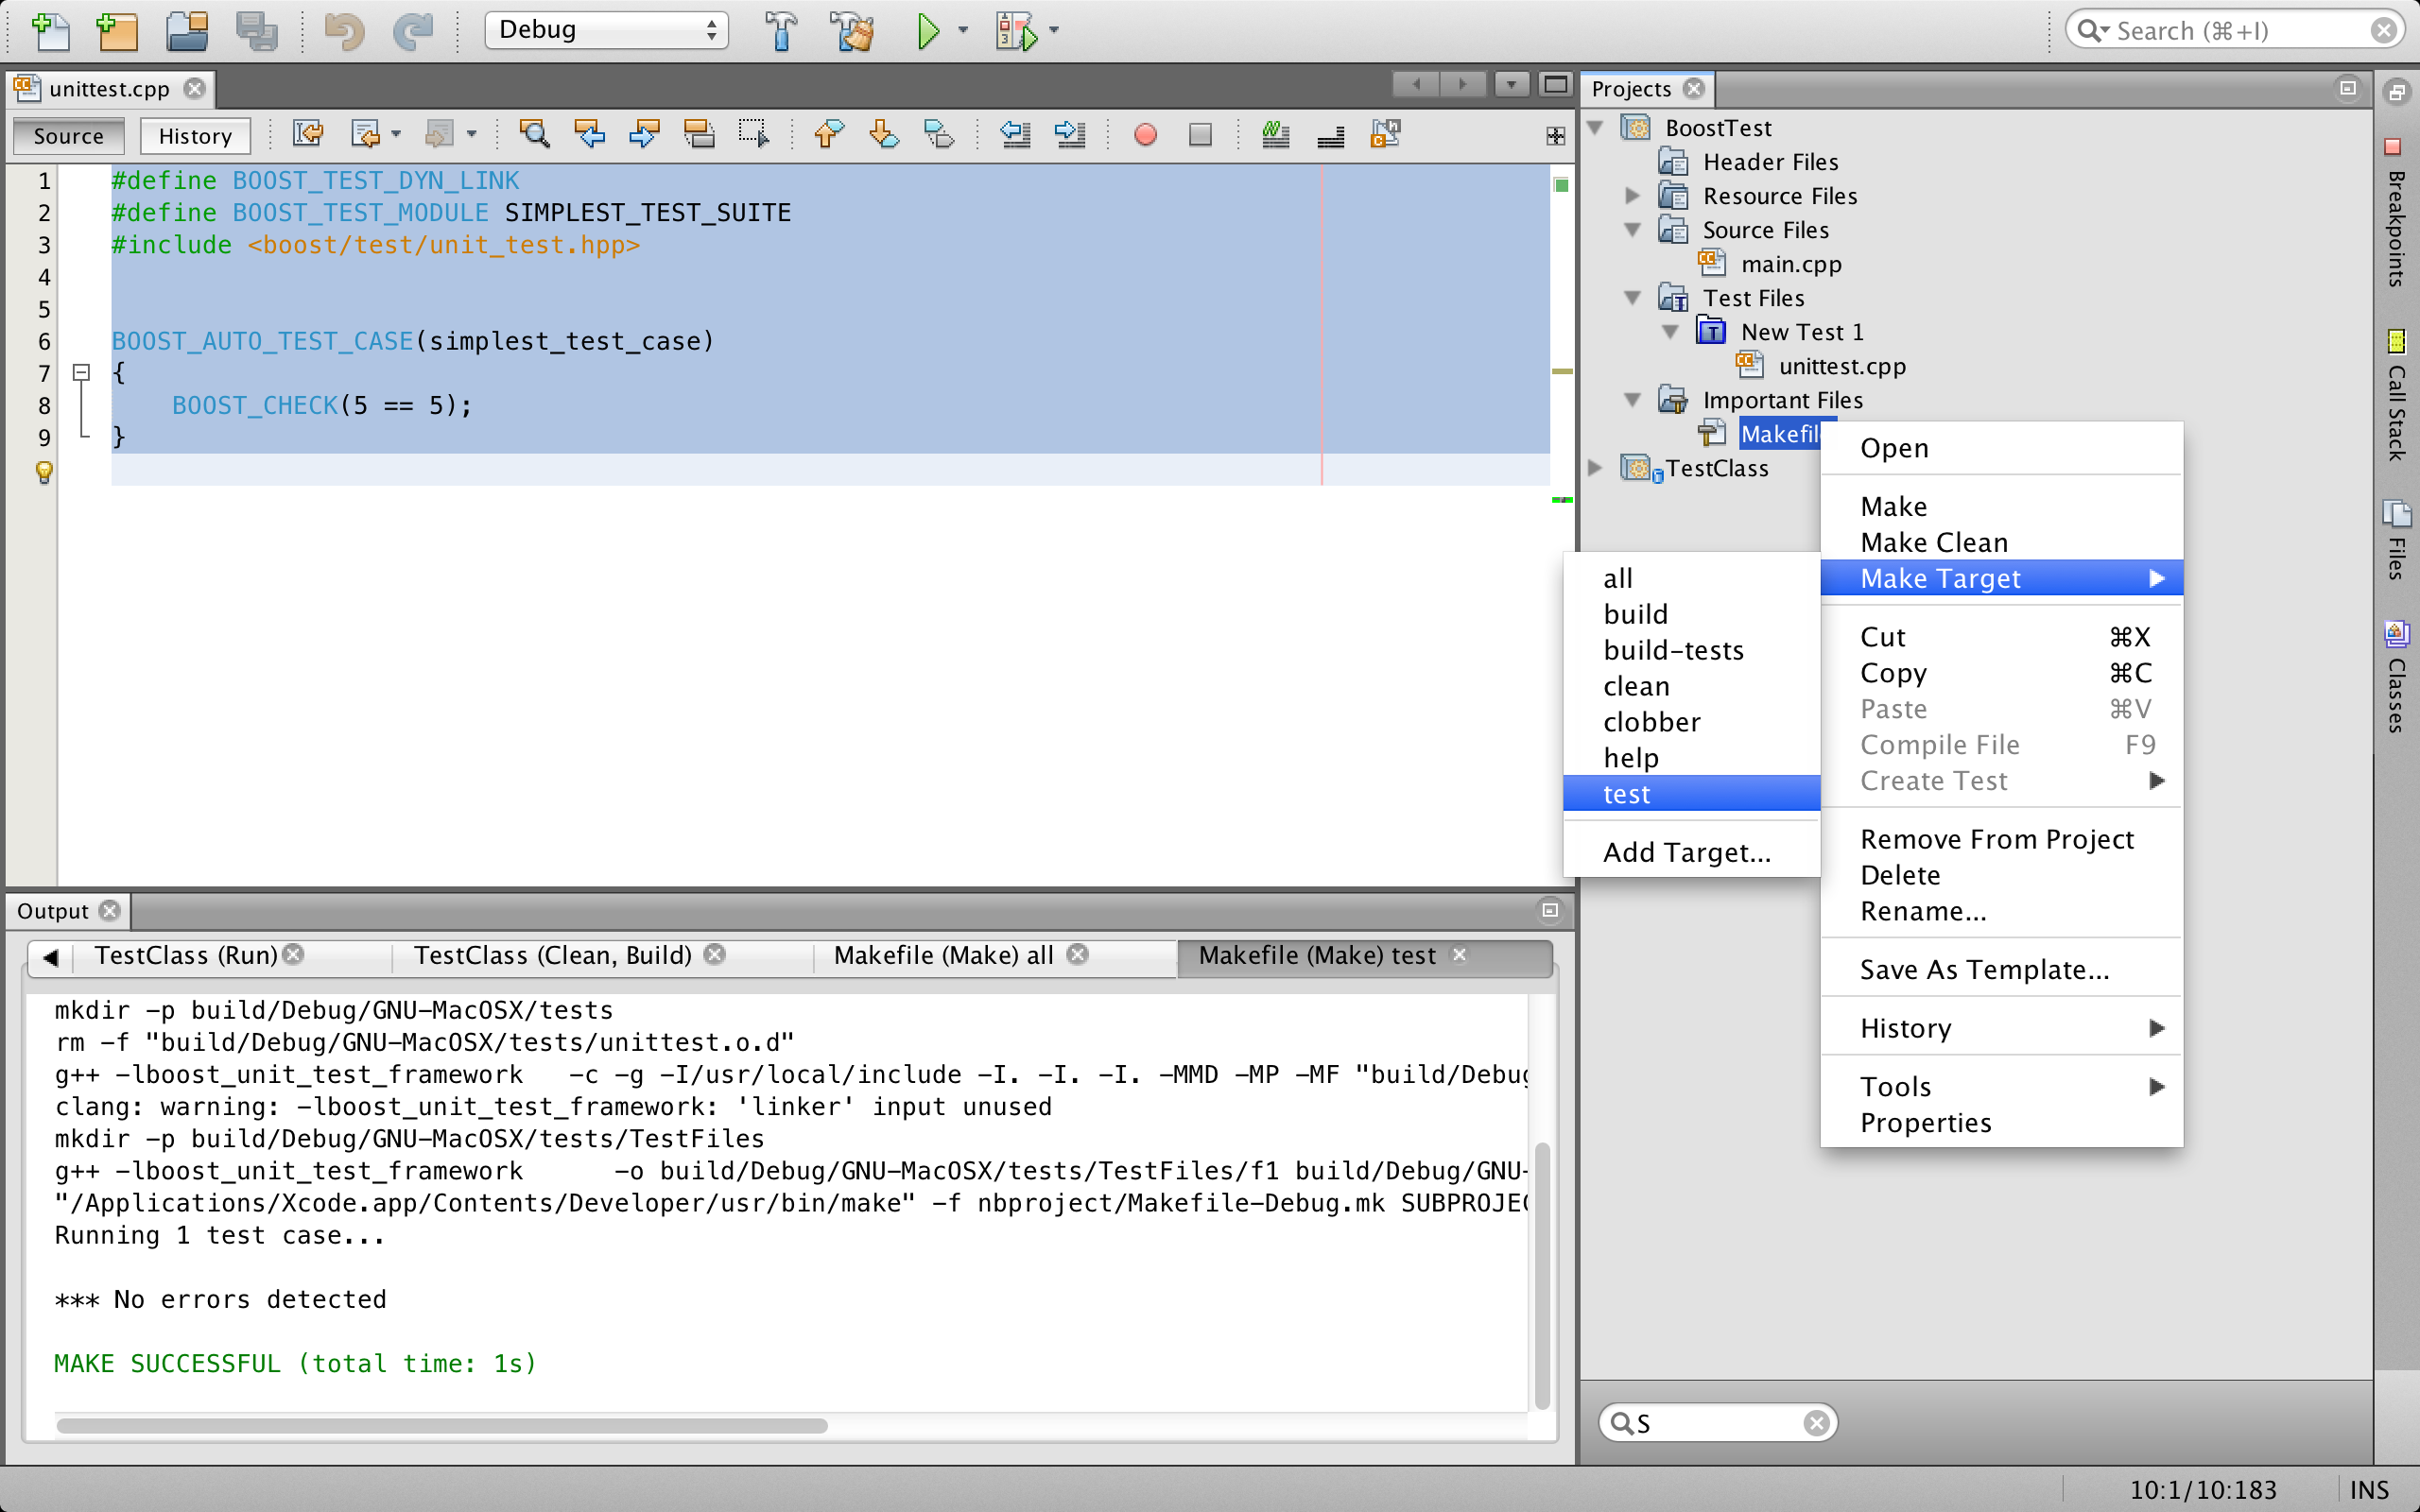 Debug
Search (⌘+I)
unittest.cpp
Source
History
1 #define BOOST_TEST_DYN_LINK
2 #define BOOST_TEST_MODULE SIMPLEST_TEST_SUITE
3 #include <boost/test/unit_test.hpp>
4
5
6 BOOST_AUTO_TEST_CASE(simplest_test_case)
7 {
8 BOOST_CHECK(5 == 5);
9 }
Projects
BoostTest
Header Files
Resource Files
Source Files
main.cpp
Test Files
New Test 1
unittest.cpp
Important Files
Makefil
TestClass
Open
Make
Make Clean
Make Target
Cut ⌘X
Copy ⌘C
Paste ⌘V
Compile File F9
Create Test
Remove From Project
Delete
Rename...
Save As Template...
History
Tools
Properties
all
build
build-tests
clean
clobber
help
test
Add Target...
Breakpoints
Call Stack
Files
Classes
Output
TestClass (Run)
TestClass (Clean, Build)
Makefile (Make) all
Makefile (Make) test
mkdir -p build/Debug/GNU-MacOSX/tests
rm -f "build/Debug/GNU-MacOSX/tests/unittest.o.d"
g++ -lboost_unit_test_framework -c -g -I/usr/local/include -I. -I. -I. -MMD -MP -MF "build/Debug
clang: warning: -lboost_unit_test_framework: 'linker' input unused
mkdir -p build/Debug/GNU-MacOSX/tests/TestFiles
g++ -lboost_unit_test_framework -o build/Debug/GNU-MacOSX/tests/TestFiles/f1 build/Debug/GNU-
"/Applications/Xcode.app/Contents/Developer/usr/bin/make" -f nbproject/Makefile-Debug.mk SUBPROJEC
Running 1 test case...
*** No errors detected
MAKE SUCCESSFUL (total time: 1s)
S
10:1/10:183
INS